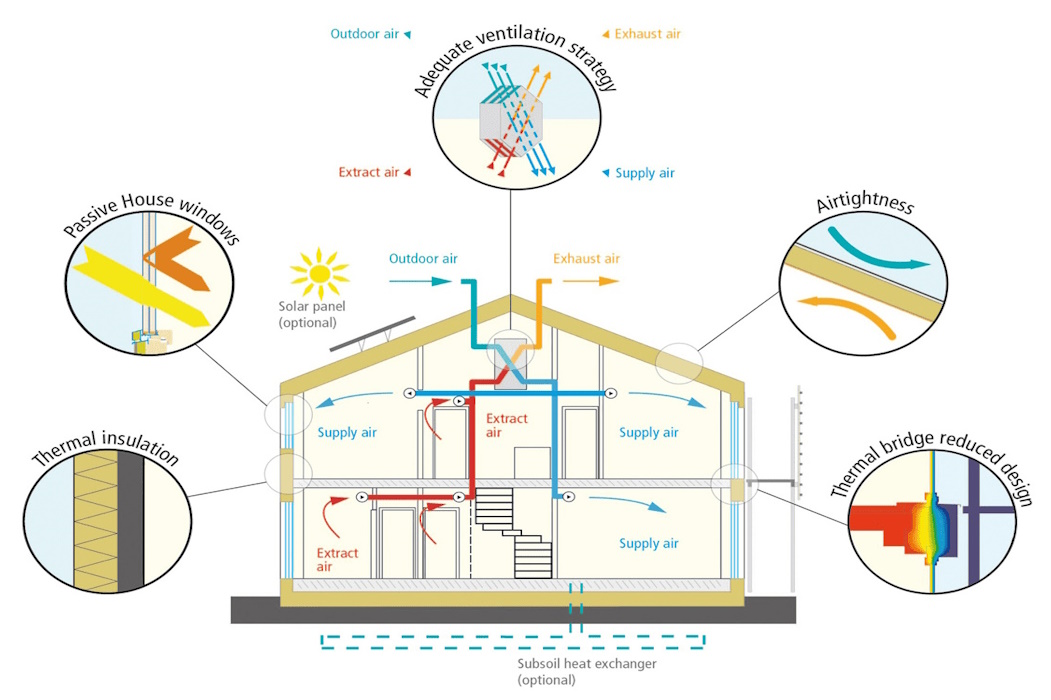 Outdoor air
Exhaust air
Adequate ventilation strategy
Extract air
Supply air
Passive House windows
Airtightness
Outdoor air
Exhaust air
Solar panel
(optional)
Supply air
Extract
air
Supply air
Thermal insulation
Thermal bridge reduced design
Extract
air
Supply air
Subsoil heat exchanger
(optional)